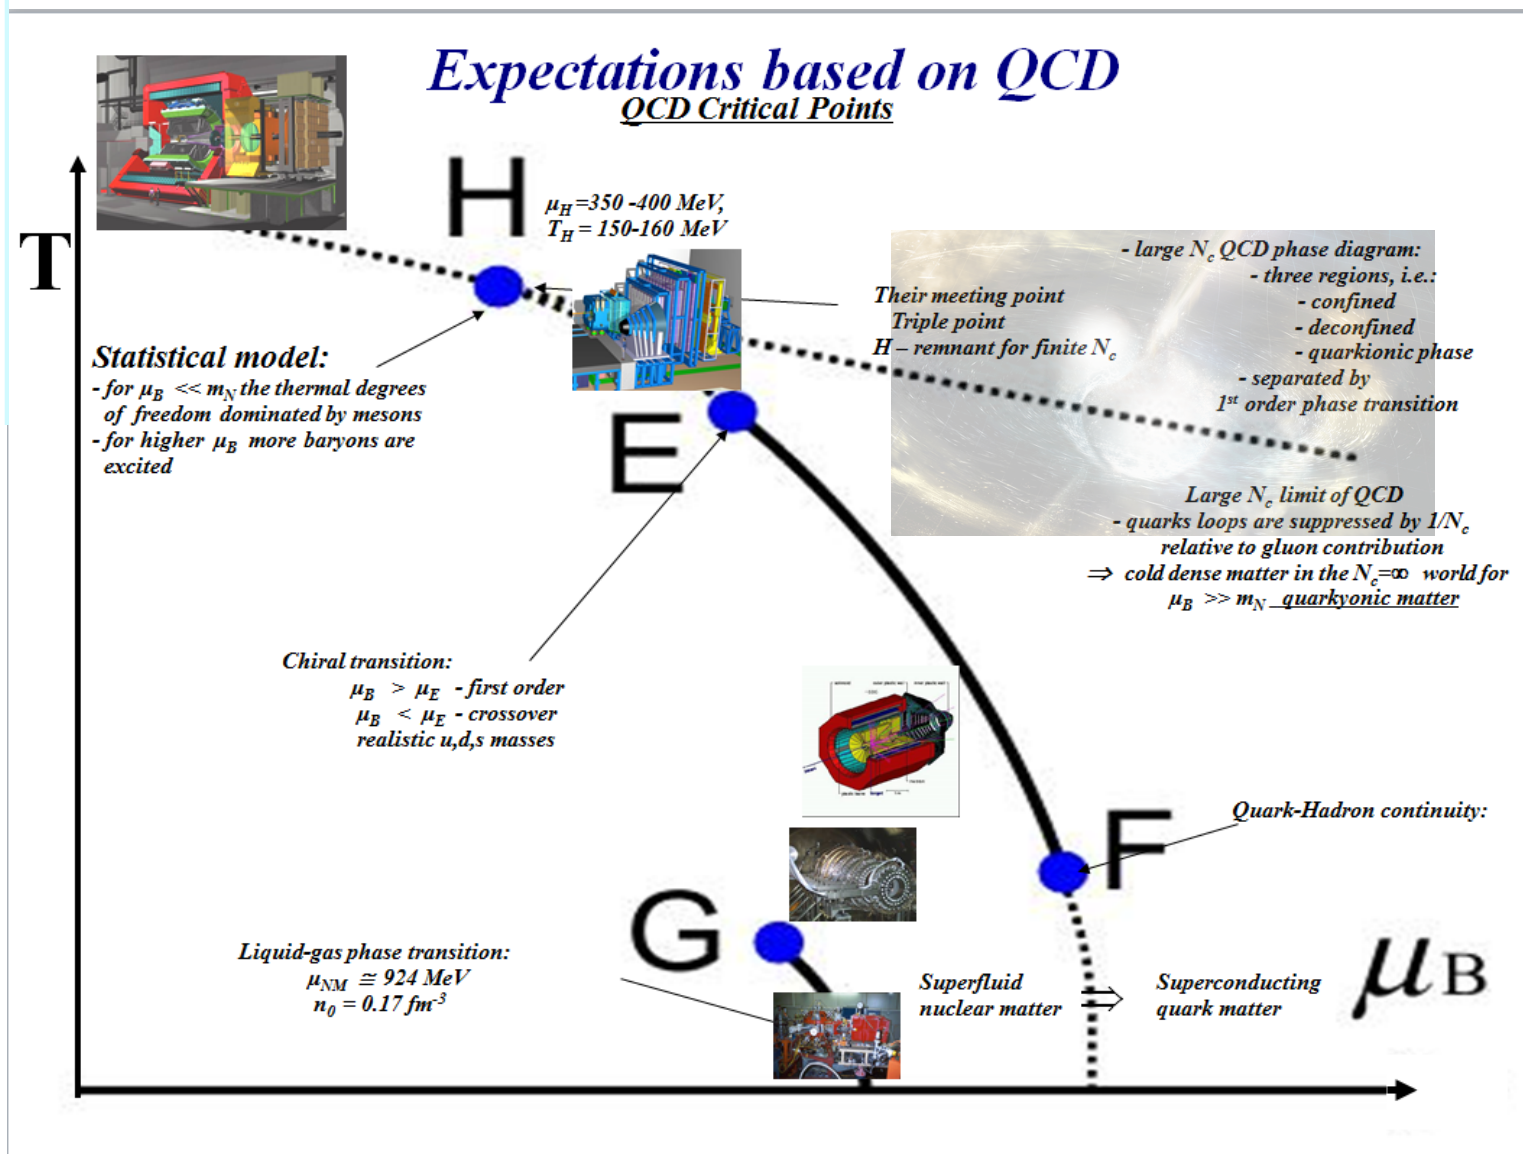 Expectations based on QCD
QCD Critical Points
T
H
μH =350 -400 MeV,
TH = 150-160 MeV
Statistical model:
- for μB << mN the thermal degrees
of freedom dominated by mesons
- for higher μB more baryons are
excited
Their meeting point
Triple point
H – remnant for finite Nc
- large Nc QCD phase diagram:
- three regions, i.e.:
- confined
- deconfined
- quarkionic phase
- separated by
1st order phase transition
Large Nc limit of QCD
- quarks loops are suppressed by 1/Nc
relative to gluon contribution
⇒ cold dense matter in the Nc=∞ world for
μB >> mN quarkyonic matter
E
Chiral transition:
μB > μE - first order
μB < μE - crossover
realistic u,d,s masses
Quark-Hadron continuity:
F
G
Liquid-gas phase transition:
μNM ≅ 924 MeV
n0 = 0.17 fm-3
Superfluid
nuclear matter
⇒
Superconducting
quark matter
μB